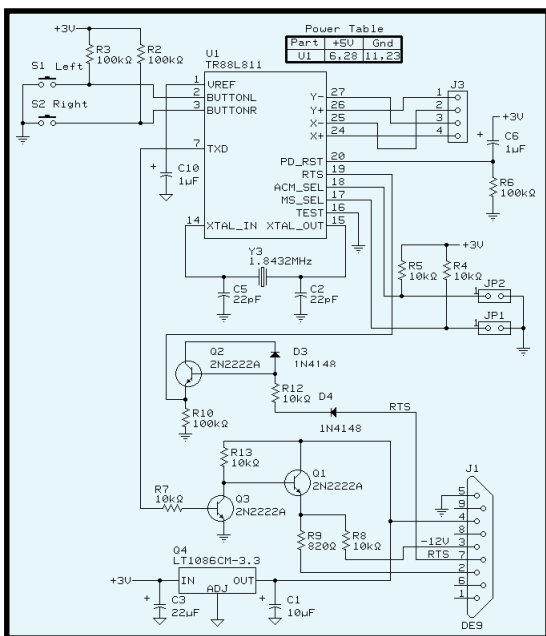 Power Table
Part +5V Gnd
U1 6,28 11,23
+3V
R3 100kΩ
R2 100kΩ
S1 Left
S2 Right
U1
TR88L811
1 VREF
2 BUTTONL
3 BUTTONR
7 TXD
14 XTAL_IN
Y- 27
Y+ 26
X- 25
X+ 24
PD_RST 20
RTS 19
ACM_SEL 18
MS_SEL 17
TEST 16
XTAL_OUT 15
J3
1
2
3
4
+3V
+ C6
1µF
R6
100kΩ
+ C10
1µF
Y3
1.8432MHz
C5
22pF
C2
22pF
+3V
R5
10kΩ
R4
10kΩ
JP2
1
JP1
1
Q2
2N2222A
D3
1N4148
R12
10kΩ
D4
1N4148
RTS
R10
100kΩ
R13
10kΩ
Q1
2N2222A
R7
10kΩ
Q3
2N2222A
R9
820Ω
R8
10kΩ
-12V
RTS
J1
5
9
4
8
3
7
2
6
1
DE9
Q4
LT1086CM-3.3
+3V
IN OUT
ADJ
+ C3
22µF
+ C1
10µF